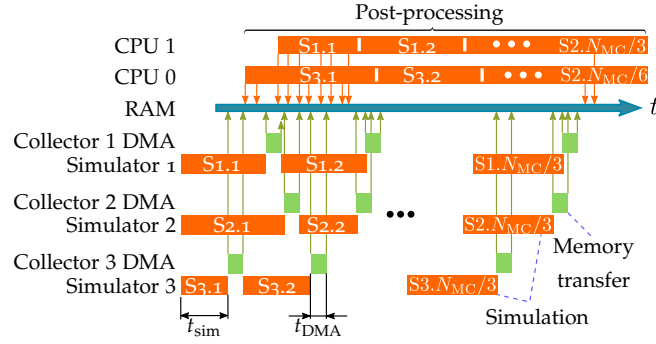 Post-processing
CPU 1 S1.1 S1.2 S2.N_MC/3
CPU 0 S3.1 S3.2 S2.N_MC/6
RAM t
Collector 1 DMA
Simulator 1 S1.1 S1.2 S1.N_MC/3
Collector 2 DMA
Simulator 2 S2.1 S2.2 S2.N_MC/3
Collector 3 DMA
Simulator 3 S3.1 S3.2 S3.N_MC/3
Memory
transfer
t_sim t_DMA Simulation